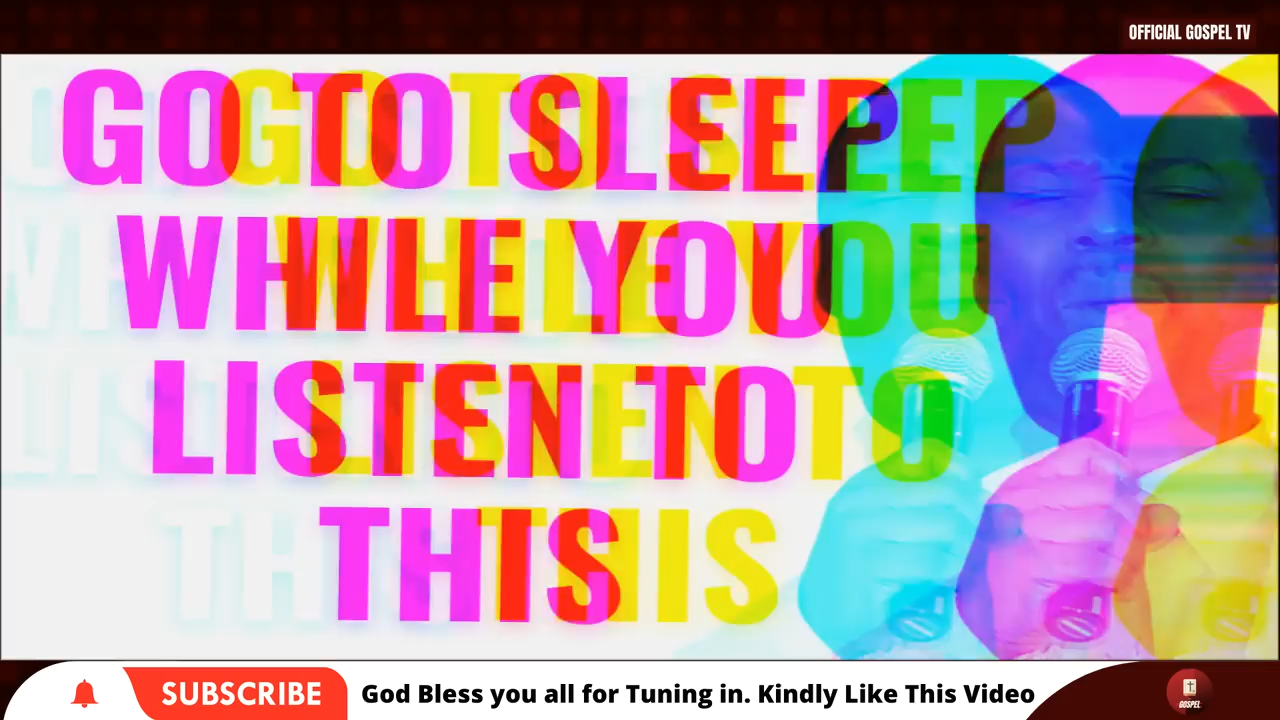 OFFICIAL GOSPEL TV
GO TO SLEEP
WHILE YOU
LISTEN TO
THIS
SUBSCRIBE
God Bless you all for Tuning in. Kindly Like This Video
GOSPEL